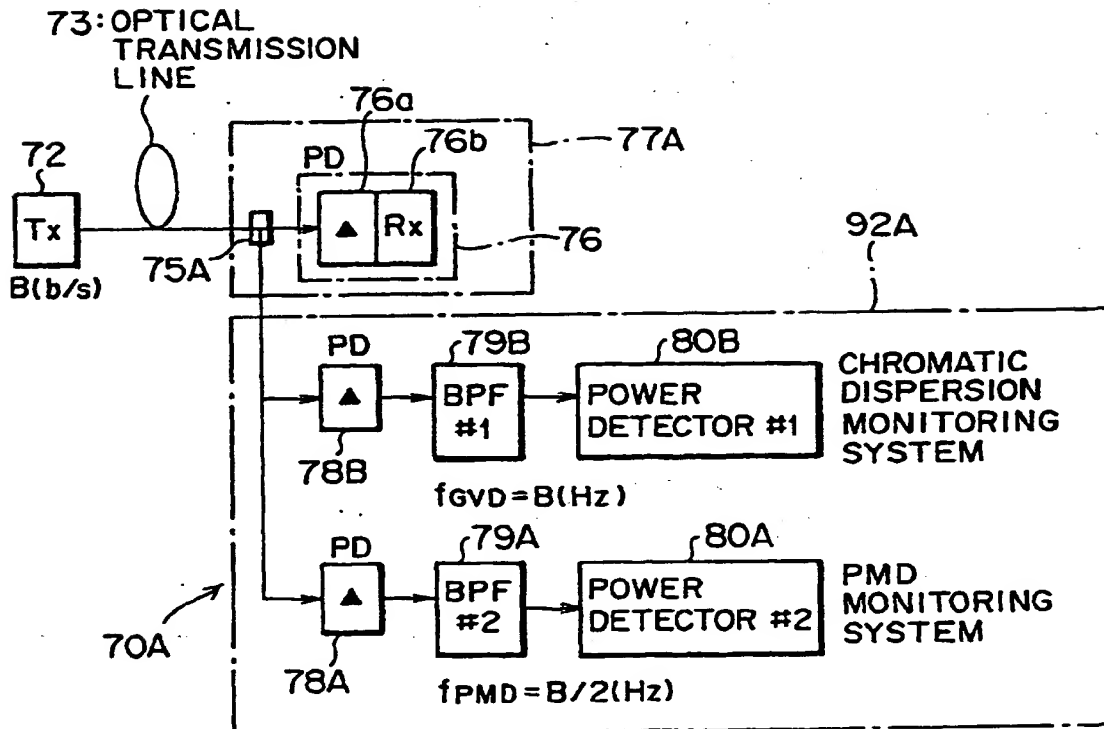 73: OPTICAL
TRANSMISSION
LINE
76a
76b
77A
72
PD
Tx
▲
Rx
76
75A
B(b/s)
92A
PD
79B
80B
▲
BPF
#1
POWER
DETECTOR #1
CHROMATIC
DISPERSION
MONITORING
SYSTEM
78B
fGVD=B(Hz)
PD
79A
80A
▲
BPF
#2
POWER
DETECTOR #2
PMD
MONITORING
SYSTEM
70A
78A
fPMD=B/2(Hz)